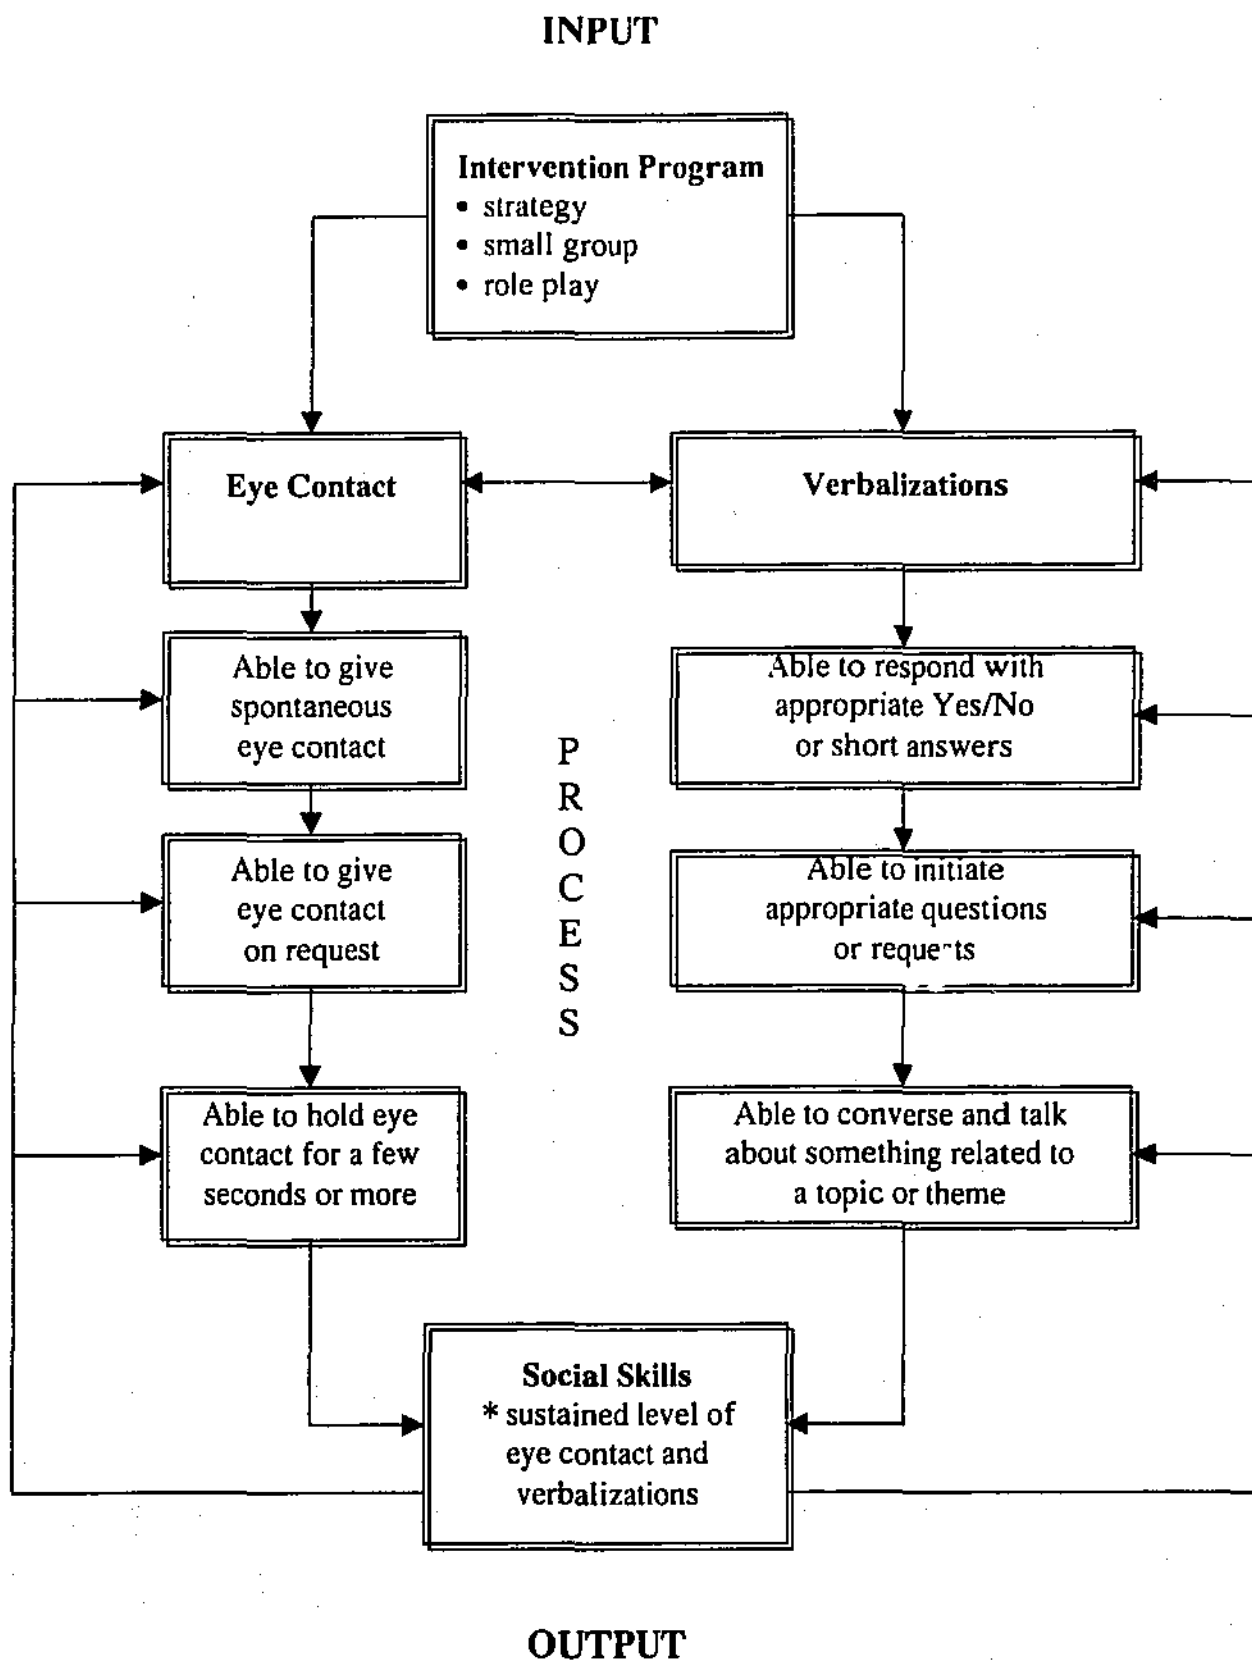 INPUT
Intervention Program
• strategy
• small group
• role play
Eye Contact
Verbalizations
Able to give
spontaneous
eye contact
Able to respond with
appropriate Yes/No
or short answers
P
R
O
C
E
S
S
Able to give
eye contact
on request
Able to initiate
appropriate questions
or requests
Able to hold eye
contact for a few
seconds or more
Able to converse and talk
about something related to
a topic or theme
Social Skills
* sustained level of
eye contact and
verbalizations
OUTPUT